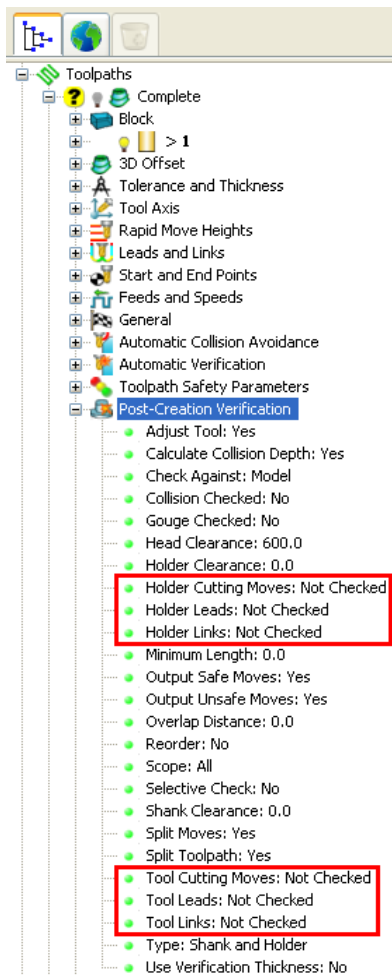 Toolpaths
? Complete
Block
> 1
3D Offset
Tolerance and Thickness
Tool Axis
Rapid Move Heights
Leads and Links
Start and End Points
Feeds and Speeds
General
Automatic Collision Avoidance
Automatic Verification
Toolpath Safety Parameters
Post-Creation Verification
Adjust Tool: Yes
Calculate Collision Depth: Yes
Check Against: Model
Collision Checked: No
Gouge Checked: No
Head Clearance: 600.0
Holder Clearance: 0.0
Holder Cutting Moves: Not Checked
Holder Leads: Not Checked
Holder Links: Not Checked
Minimum Length: 0.0
Output Safe Moves: Yes
Output Unsafe Moves: Yes
Overlap Distance: 0.0
Reorder: No
Scope: All
Selective Check: No
Shank Clearance: 0.0
Split Moves: Yes
Split Toolpath: Yes
Tool Cutting Moves: Not Checked
Tool Leads: Not Checked
Tool Links: Not Checked
Type: Shank and Holder
Use Verification Thickness: No